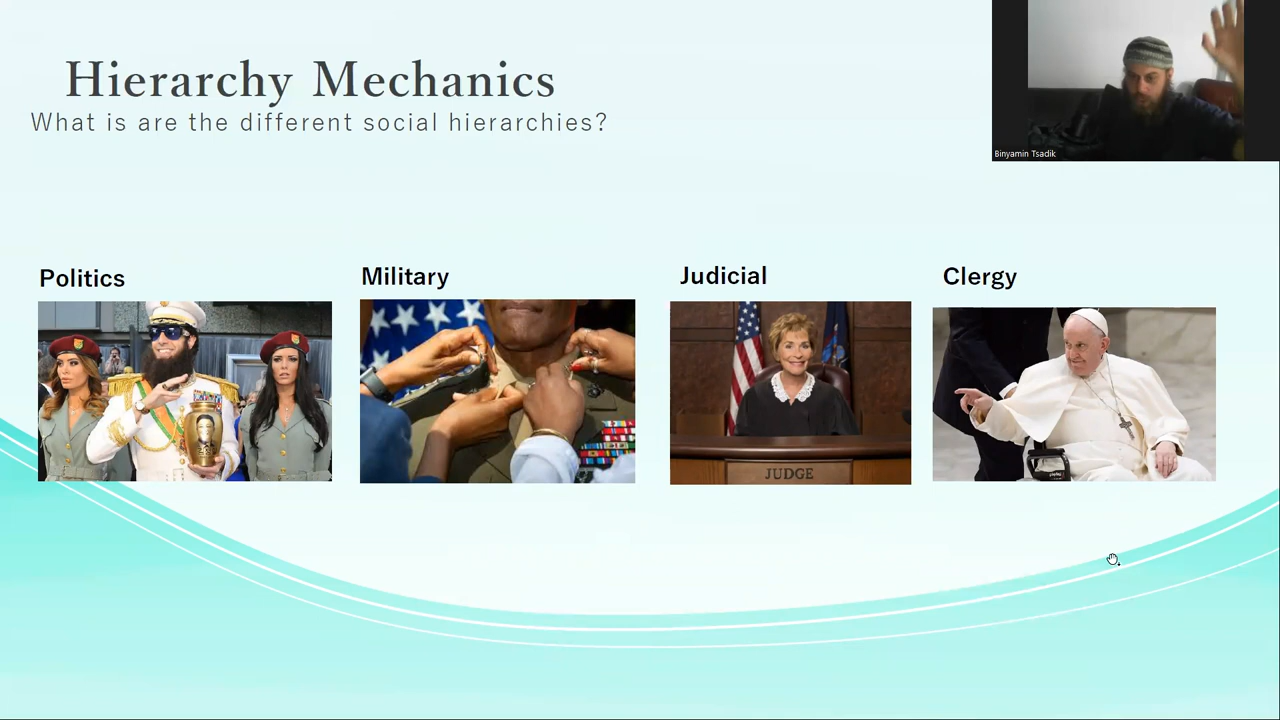 Hierarchy Mechanics
What is are the different social hierarchies?
Binyamin Tsadik
Politics
Military
Judicial
Clergy
JUDGE